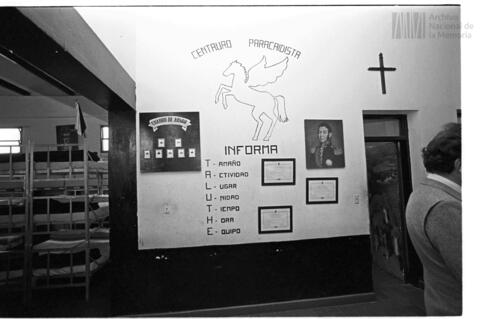 Archivo
Nacional de
la Memoria
CENTAURO PARACAIDISTA
INFORMA
T- AMAÑO
A- CTIVIDAD
L- UGAR
U- NIDAD
T- IEMPO
H- ORA
E- QUIPO